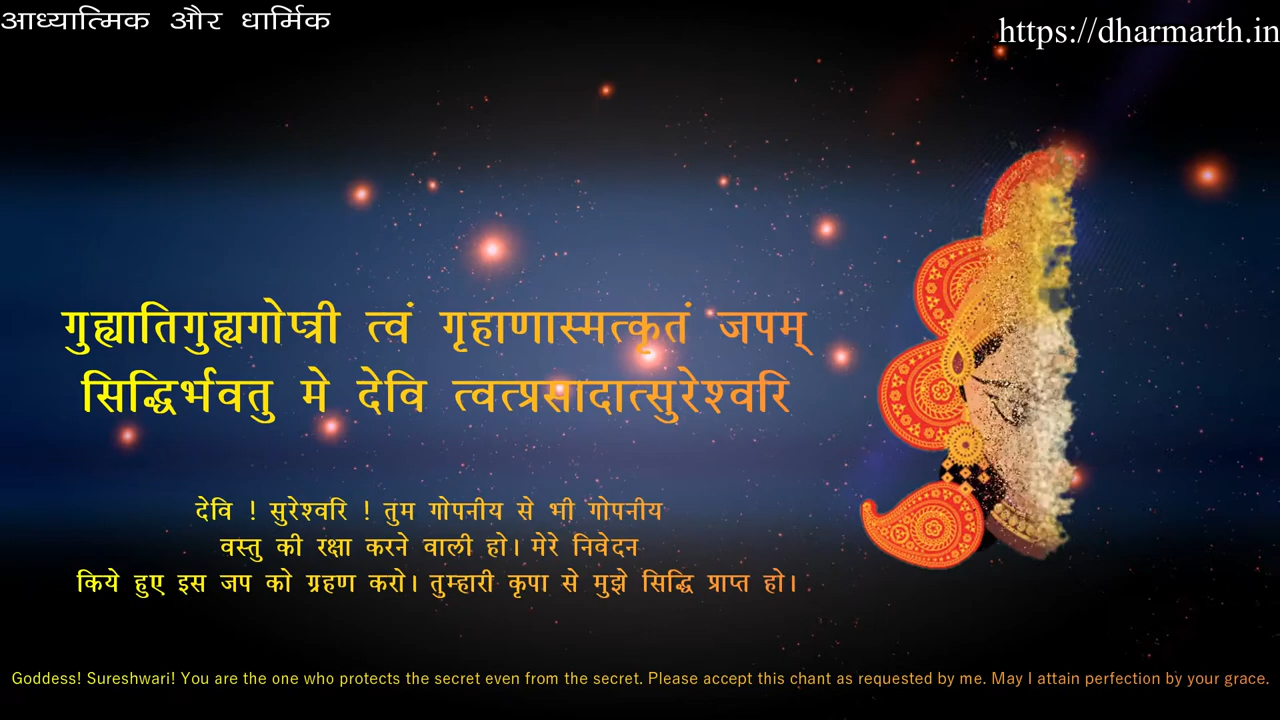 आध्यात्मिक और धार्मिक
https://dharmarth.in
गुह्यातिगुह्यगोप्त्री त्वं गृहाणास्मत्कृतं जपम्
सिद्धिर्भवतु मे देवि त्वत्प्रसादात्सुरेश्वरि
देवि ! सुरेश्वरि ! तुम गोपनीय से भी गोपनीय
वस्तु की रक्षा करने वाली हो। मेरे निवेदन
किये हुए इस जप को ग्रहण करो। तुम्हारी कृपा से मुझे सिद्धि प्राप्त हो।
Goddess! Sureshwari! You are the one who protects the secret even from the secret. Please accept this chant as requested by me. May I attain perfection by your grace.